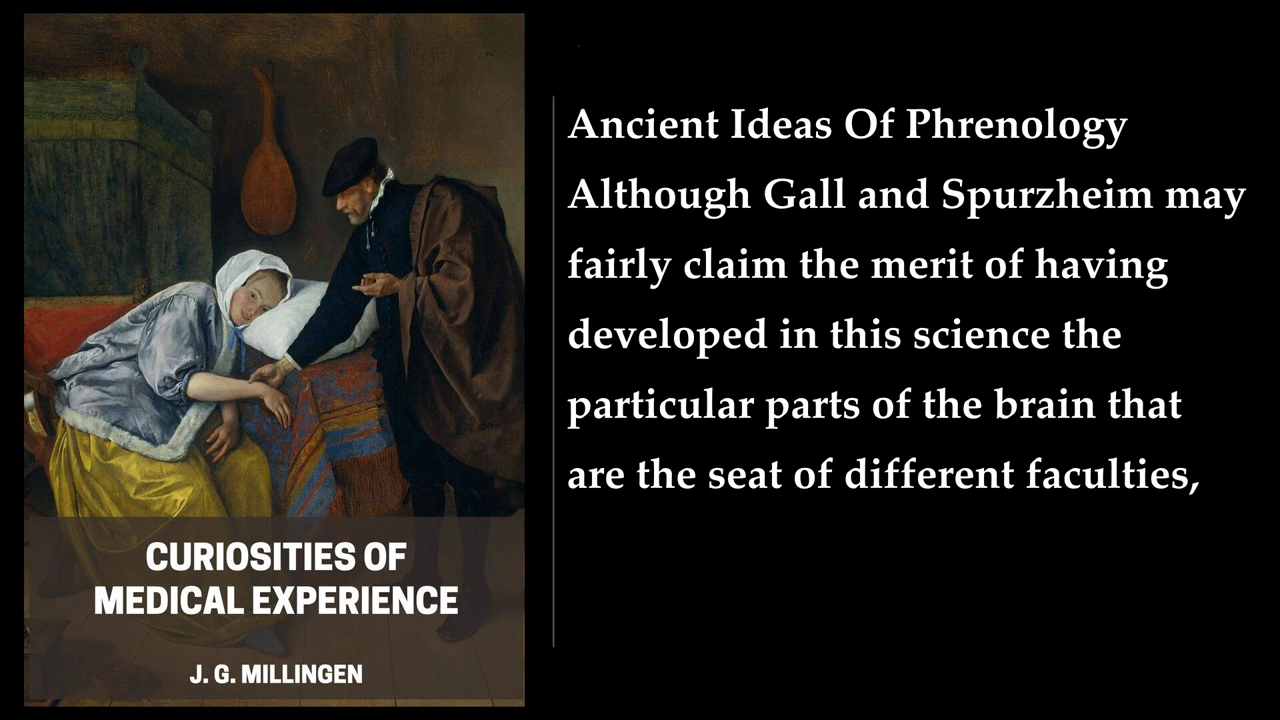 CURIOSITIES OF
MEDICAL EXPERIENCE
J. G. MILLINGEN
Ancient Ideas Of Phrenology
Although Gall and Spurzheim may
fairly claim the merit of having
developed in this science the
particular parts of the brain that
are the seat of different faculties,